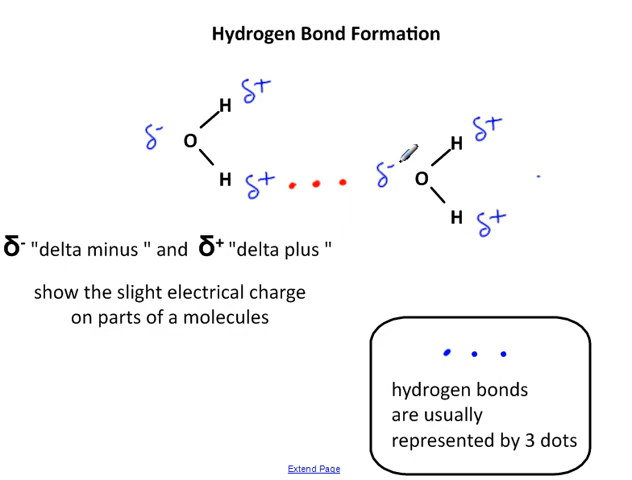 Hydrogen Bond Formation
H δ+
δ- O
H δ+
δ- O
H δ+
H δ+
δ- "delta minus " and δ+ "delta plus "
show the slight electrical charge
on parts of a molecules
hydrogen bonds
are usually
represented by 3 dots
Extend Page